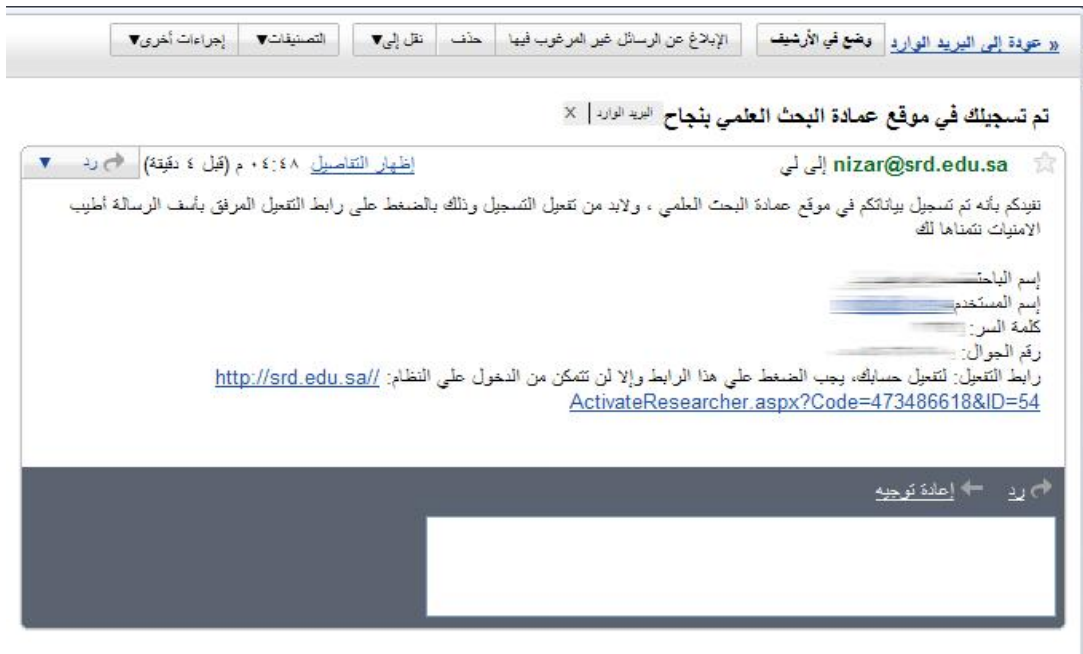 « عودة إلى البريد الوارد وضع في الأرشيف الإبلاغ عن الرسائل غير المرغوب فيها حذف نقل إلى▼ التصنيفات▼ إجراءات أخرى▼
تم تسجيلك في موقع عمادة البحث العلمي بنجاح البريد الوارد X
nizar@srd.edu.sa إلى لي إظهار التفاصيل ٠٤:٤٨ م (قبل ٤ دقيقة) رد ▼
نفيدكم بأنه تم تسجيل بياناتكم في موقع عمادة البحث العلمي ، ولابد من تفعيل التسجيل وذلك بالضغط على رابط التفعيل المرفق بأسف الرسالة أطيب
الامنيات نتمناها لك
إسم الباحث
إسم المستخدم
كلمة السر:
رقم الجوال:
رابط التفعيل: لتفعيل حسابك، يجب الضغط علي هذا الرابط وإلا لن تتمكن من الدخول علي النظام: http://srd.edu.sa//
ActivateResearcher.aspx?Code=473486618&ID=54
رد إعادة توجيه